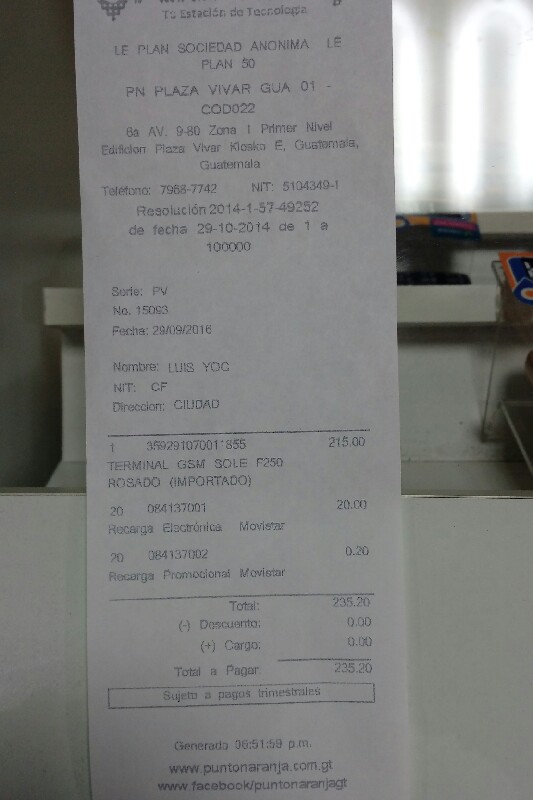 Tu Estación de Tecnología
LE PLAN SOCIEDAD ANONIMA LE
PLAN 50
PN PLAZA VIVAR GUA 01 -
COD022
6a AV. 9-80 Zona 1 Primer Nivel
Edificion Plaza Vivar Kiosko E, Guatemala,
Guatemala
Teléfono: 7968-7742 NIT: 5104349-1
Resolución 2014-1-57-49252
de fecha 29-10-2014 de 1 a
100000
Serie: PV
No. 15093
Fecha: 29/09/2016
Nombre: LUIS YOC
NIT: CF
Direccion: CIUDAD
1 215.00
TERMINAL GSM SOLE F250
ROSADO (IMPORTADO)
20 084137001 20.00
Recarga Electrónica Movistar
20 084137002 0.20
Recarga Promocional Movistar
Total: 235.20
(-) Descuento: 0.00
(+) Cargo: 0.00
Total a Pagar: 235.20
Sujeto a pagos trimestrales
Generado 06:51:59 p.m.
www.puntonaranja.com.gt
www.facebook/puntonaranjagt